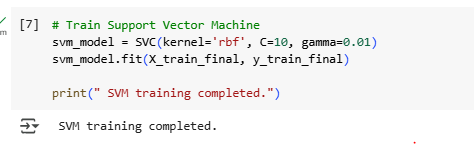 [7] # Train Support Vector Machine
svm_model = SVC(kernel='rbf', C=10, gamma=0.01)
svm_model.fit(X_train_final, y_train_final)
print(" SVM training completed.")
SVM training completed.